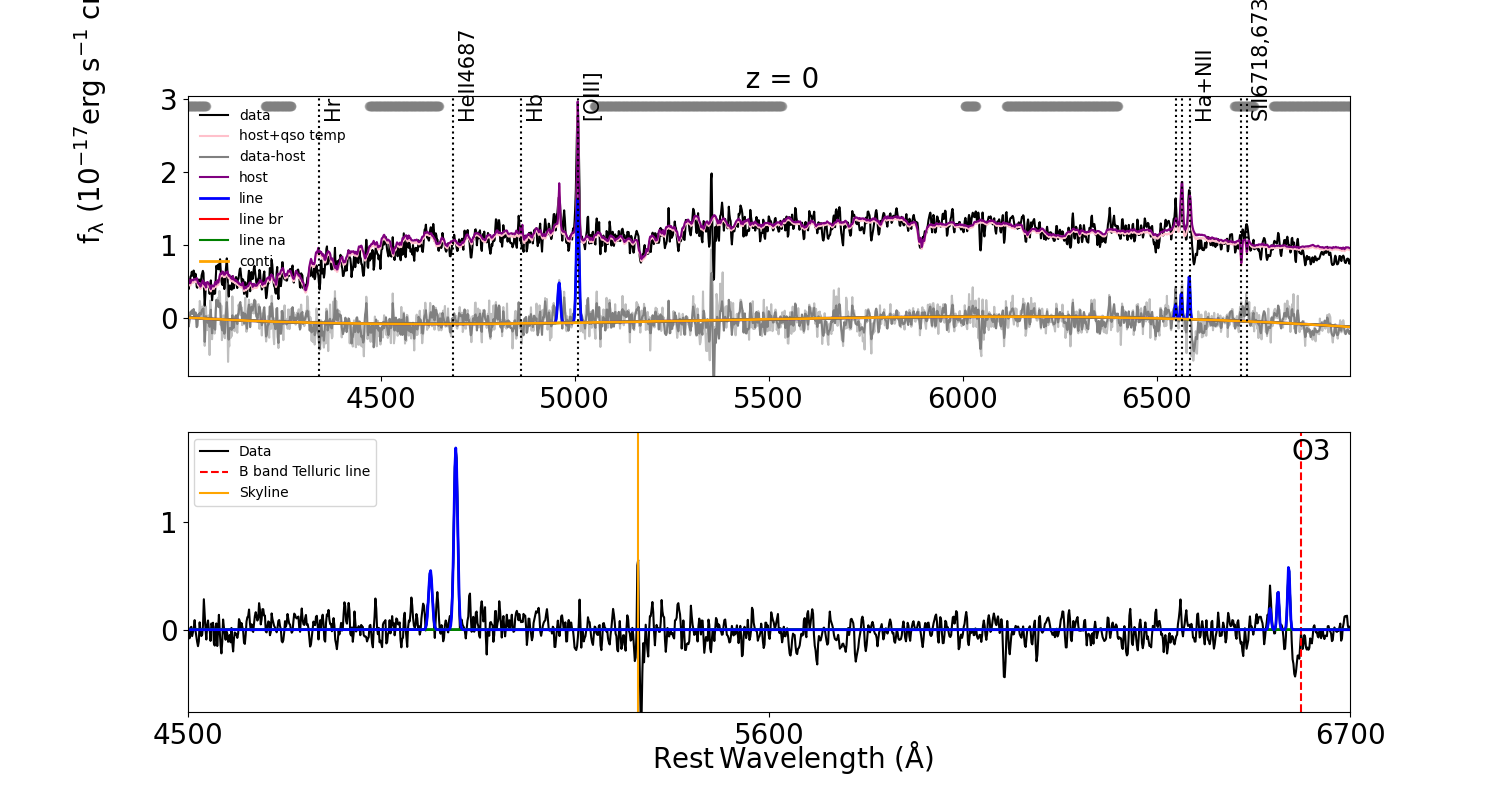 z = 0
Hr
HeII4687
Hb
[OIII]
Ha+NII
SII6718,673
fλ (10−17erg s−1 c
3
2
1
0
data
host+qso temp
data-host
host
line
line br
line na
conti
4500 5000 5500 6000 6500
O3
Data
B band Telluric line
Skyline
1
0
4500 5600 6700
Rest Wavelength (Å)